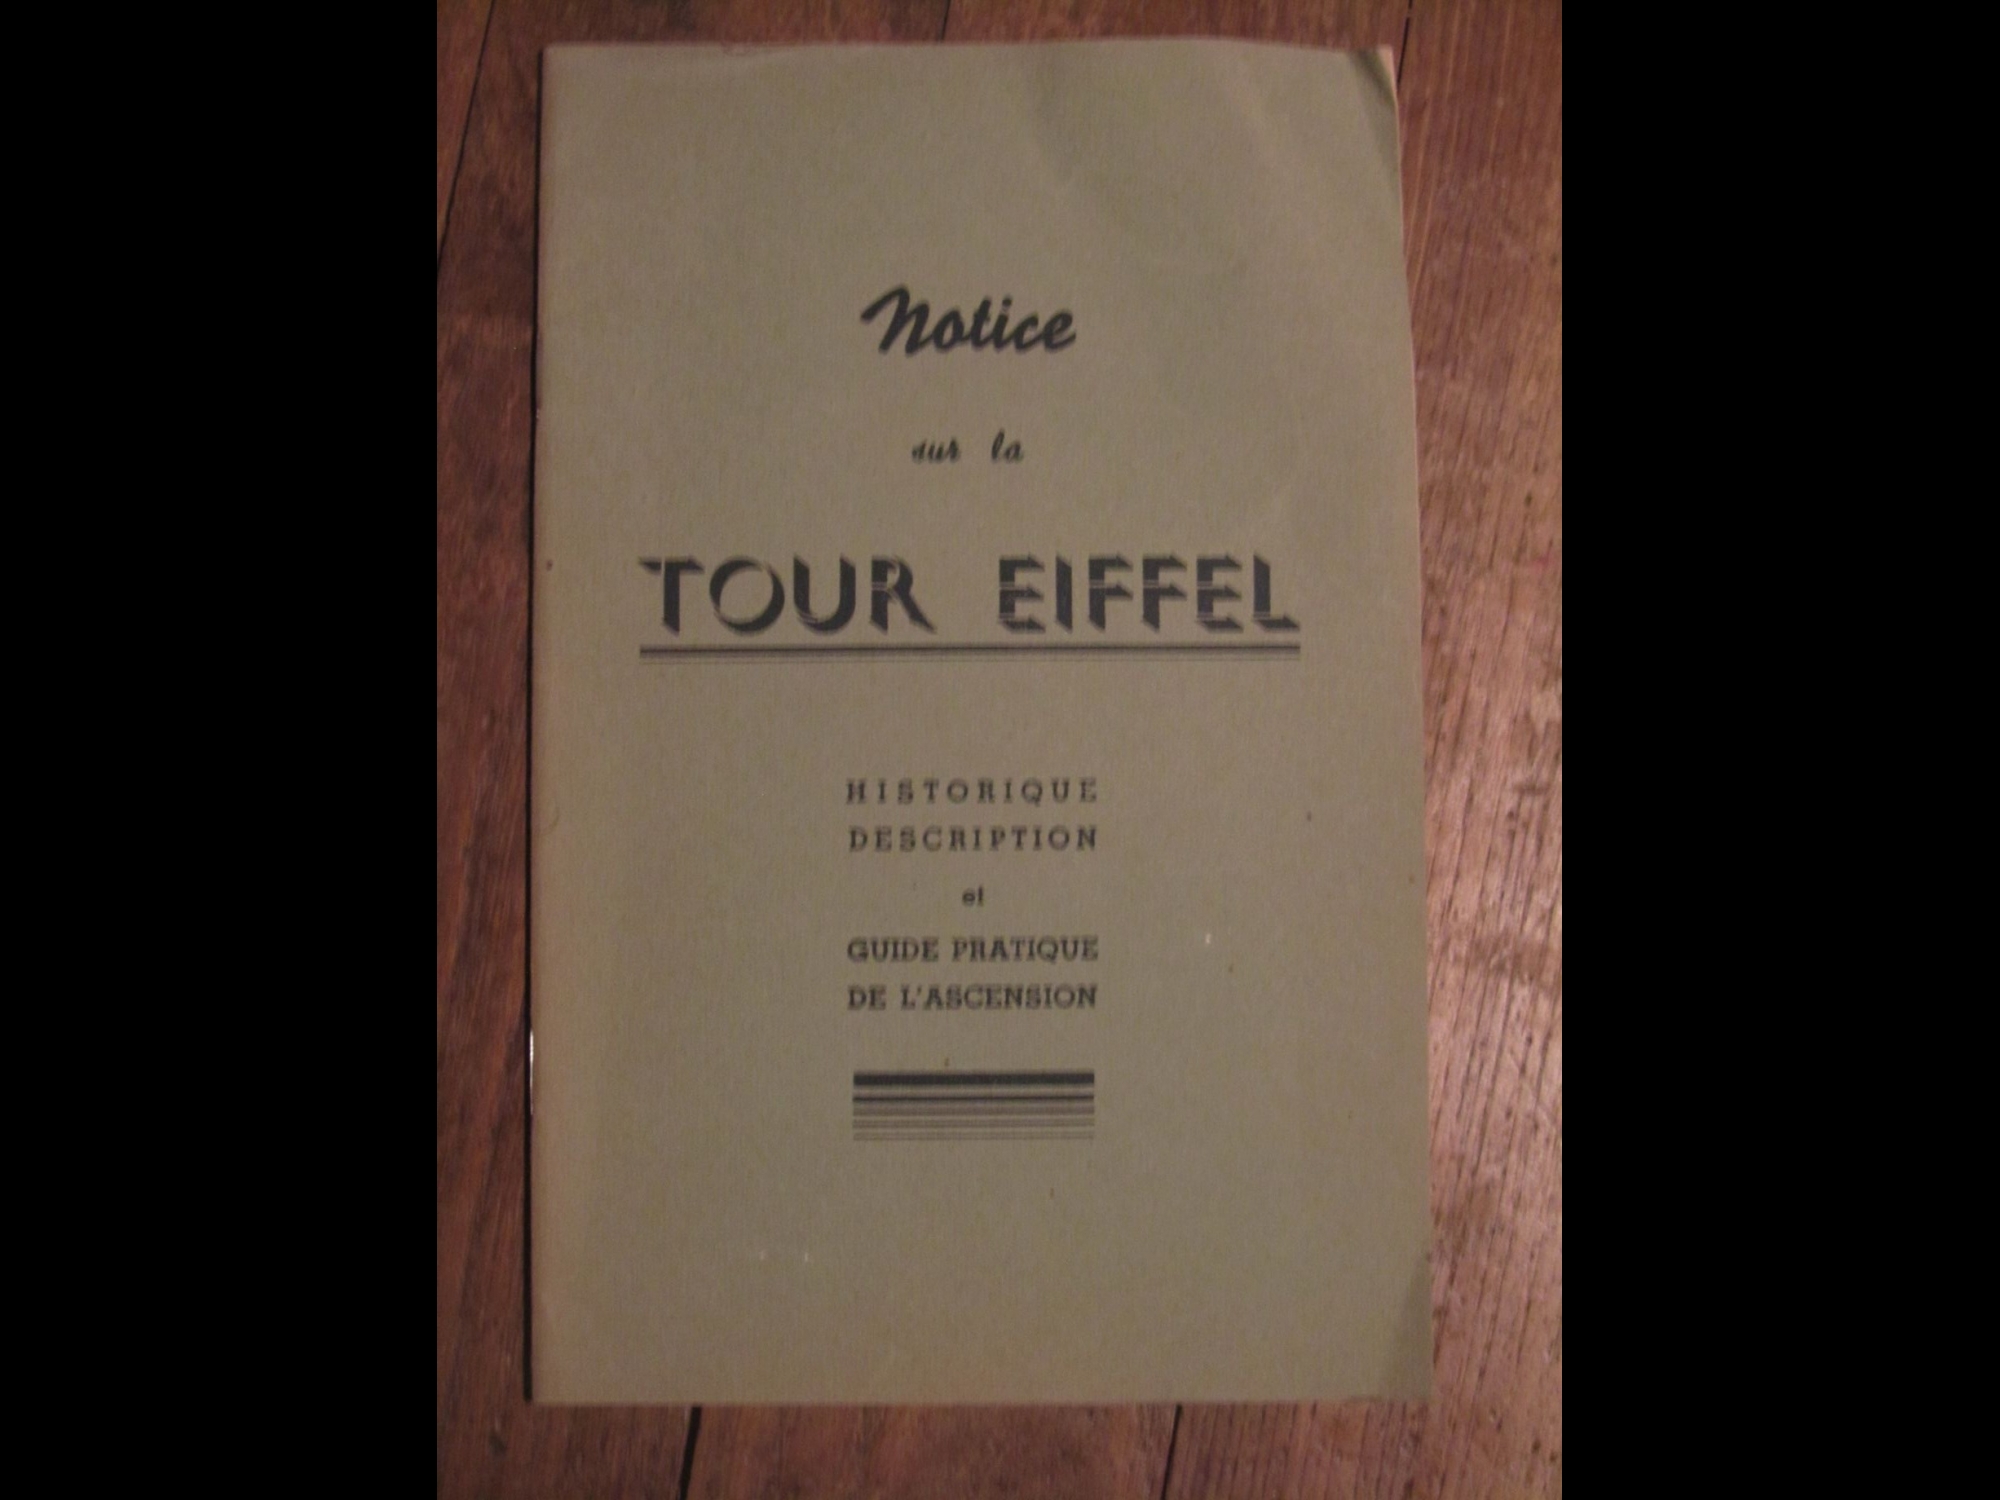 Notice
sur la
TOUR EIFFEL
HISTORIQUE
DESCRIPTION
et
GUIDE PRATIQUE
DE L'ASCENSION